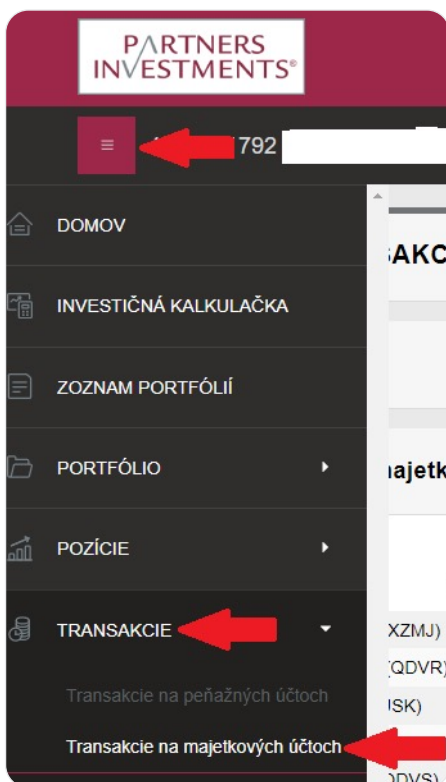 PARTNERS
INVESTMENTS®
792
DOMOV
AKC
INVESTIČNÁ KALKULAČKA
ZOZNAM PORTFÓLIÍ
PORTFÓLIO
ajetk
POZÍCIE
TRANSAKCIE
XZMJ)
(QDVR)
Transakcie na peňažných účtoch
SK)
Transakcie na majetkových účtoch